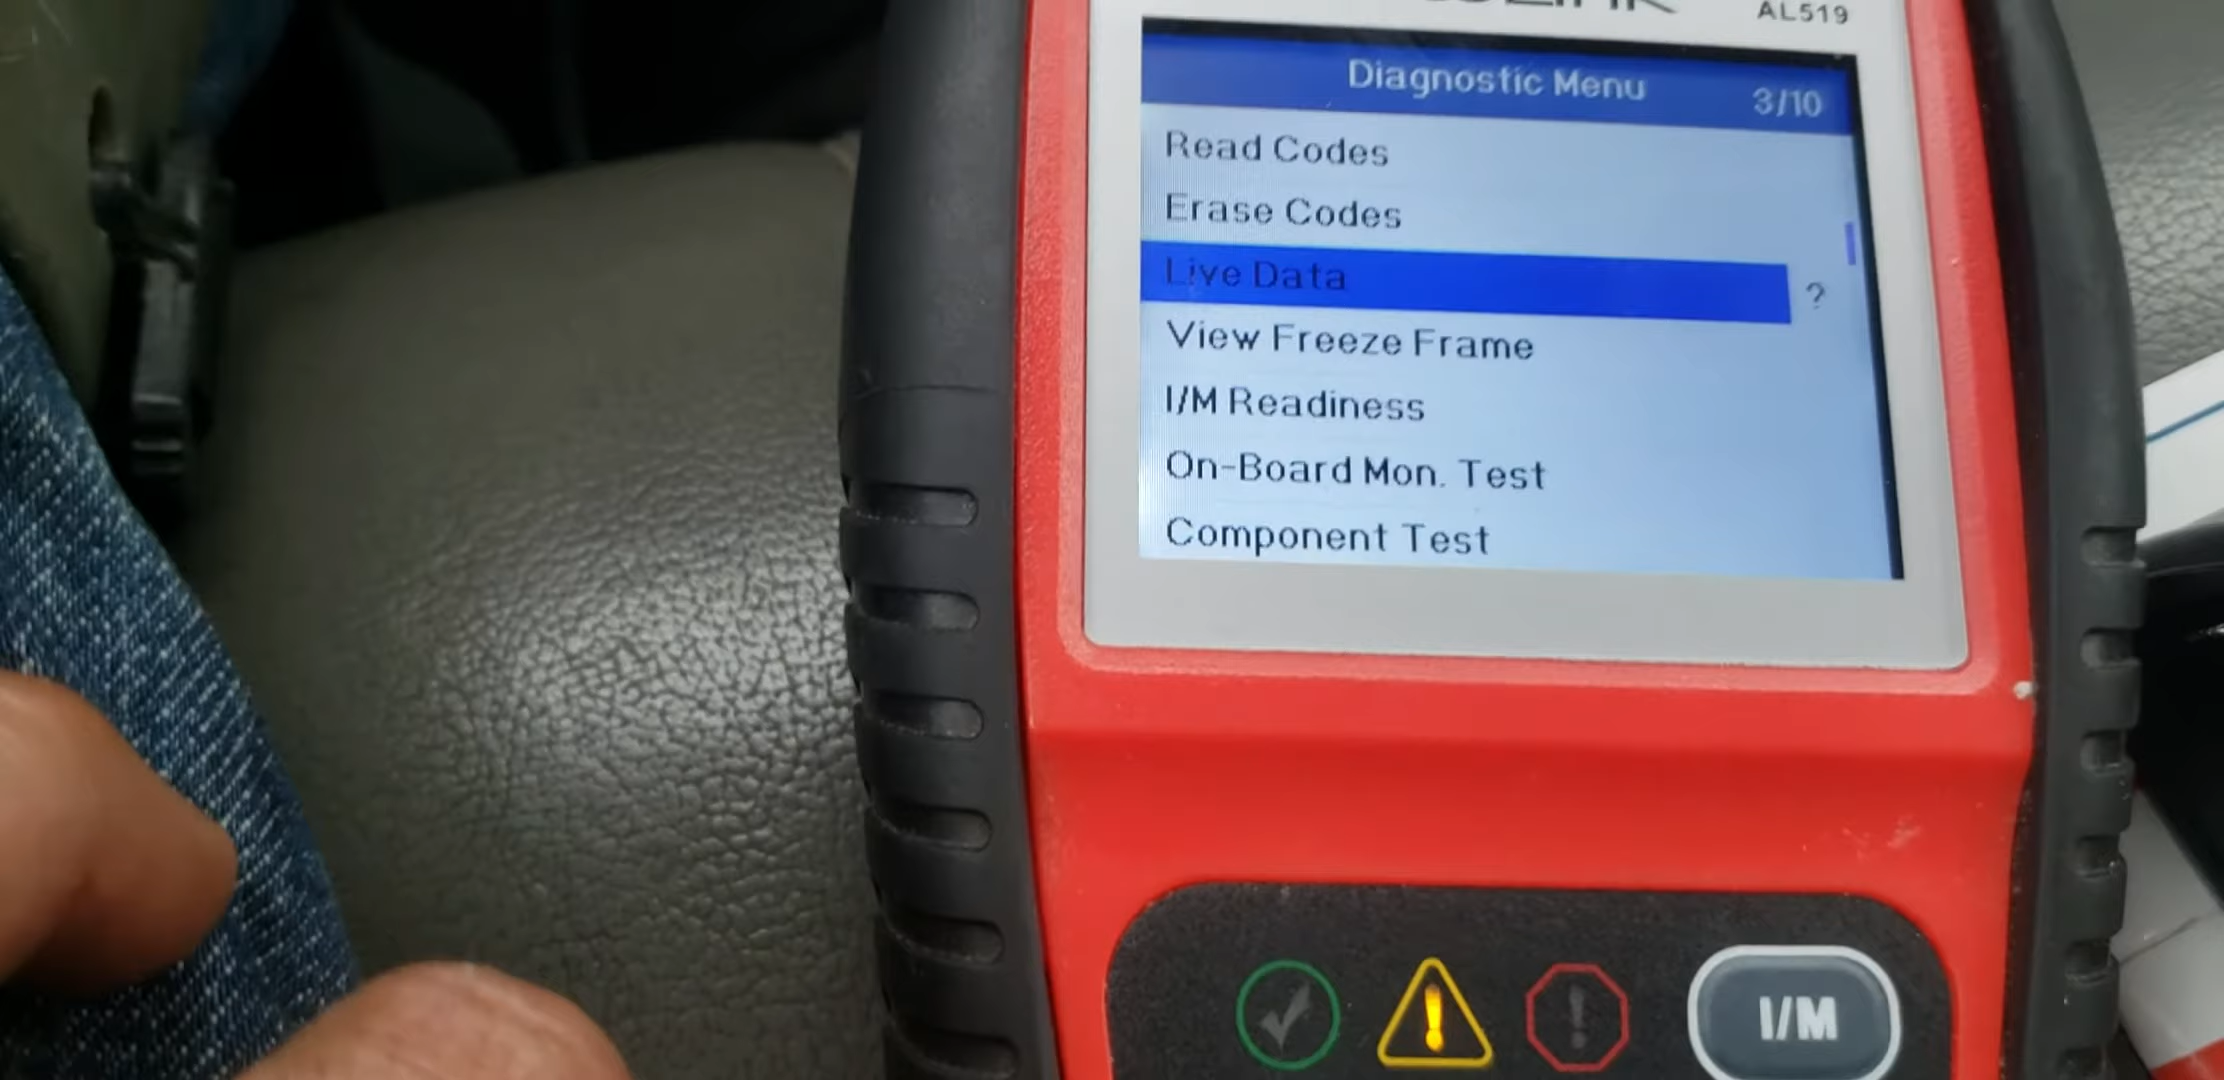 AL519
Diagnostic Menu 3/10
Read Codes
Erase Codes
Live Data ?
View Freeze Frame
I/M Readiness
On-Board Mon. Test
Component Test
I/M